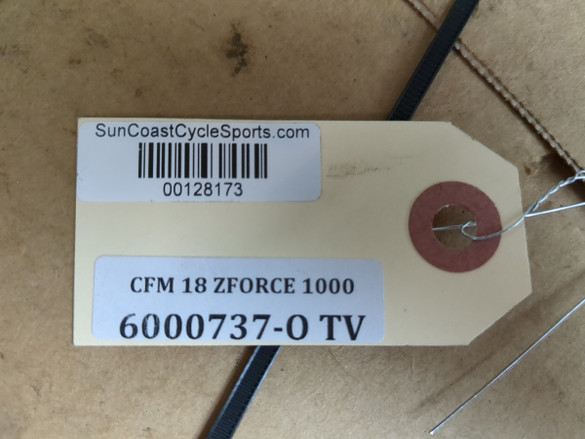 SunCoastCycleSports.com
00128173
CFM 18 ZFORCE 1000
6000737-O TV